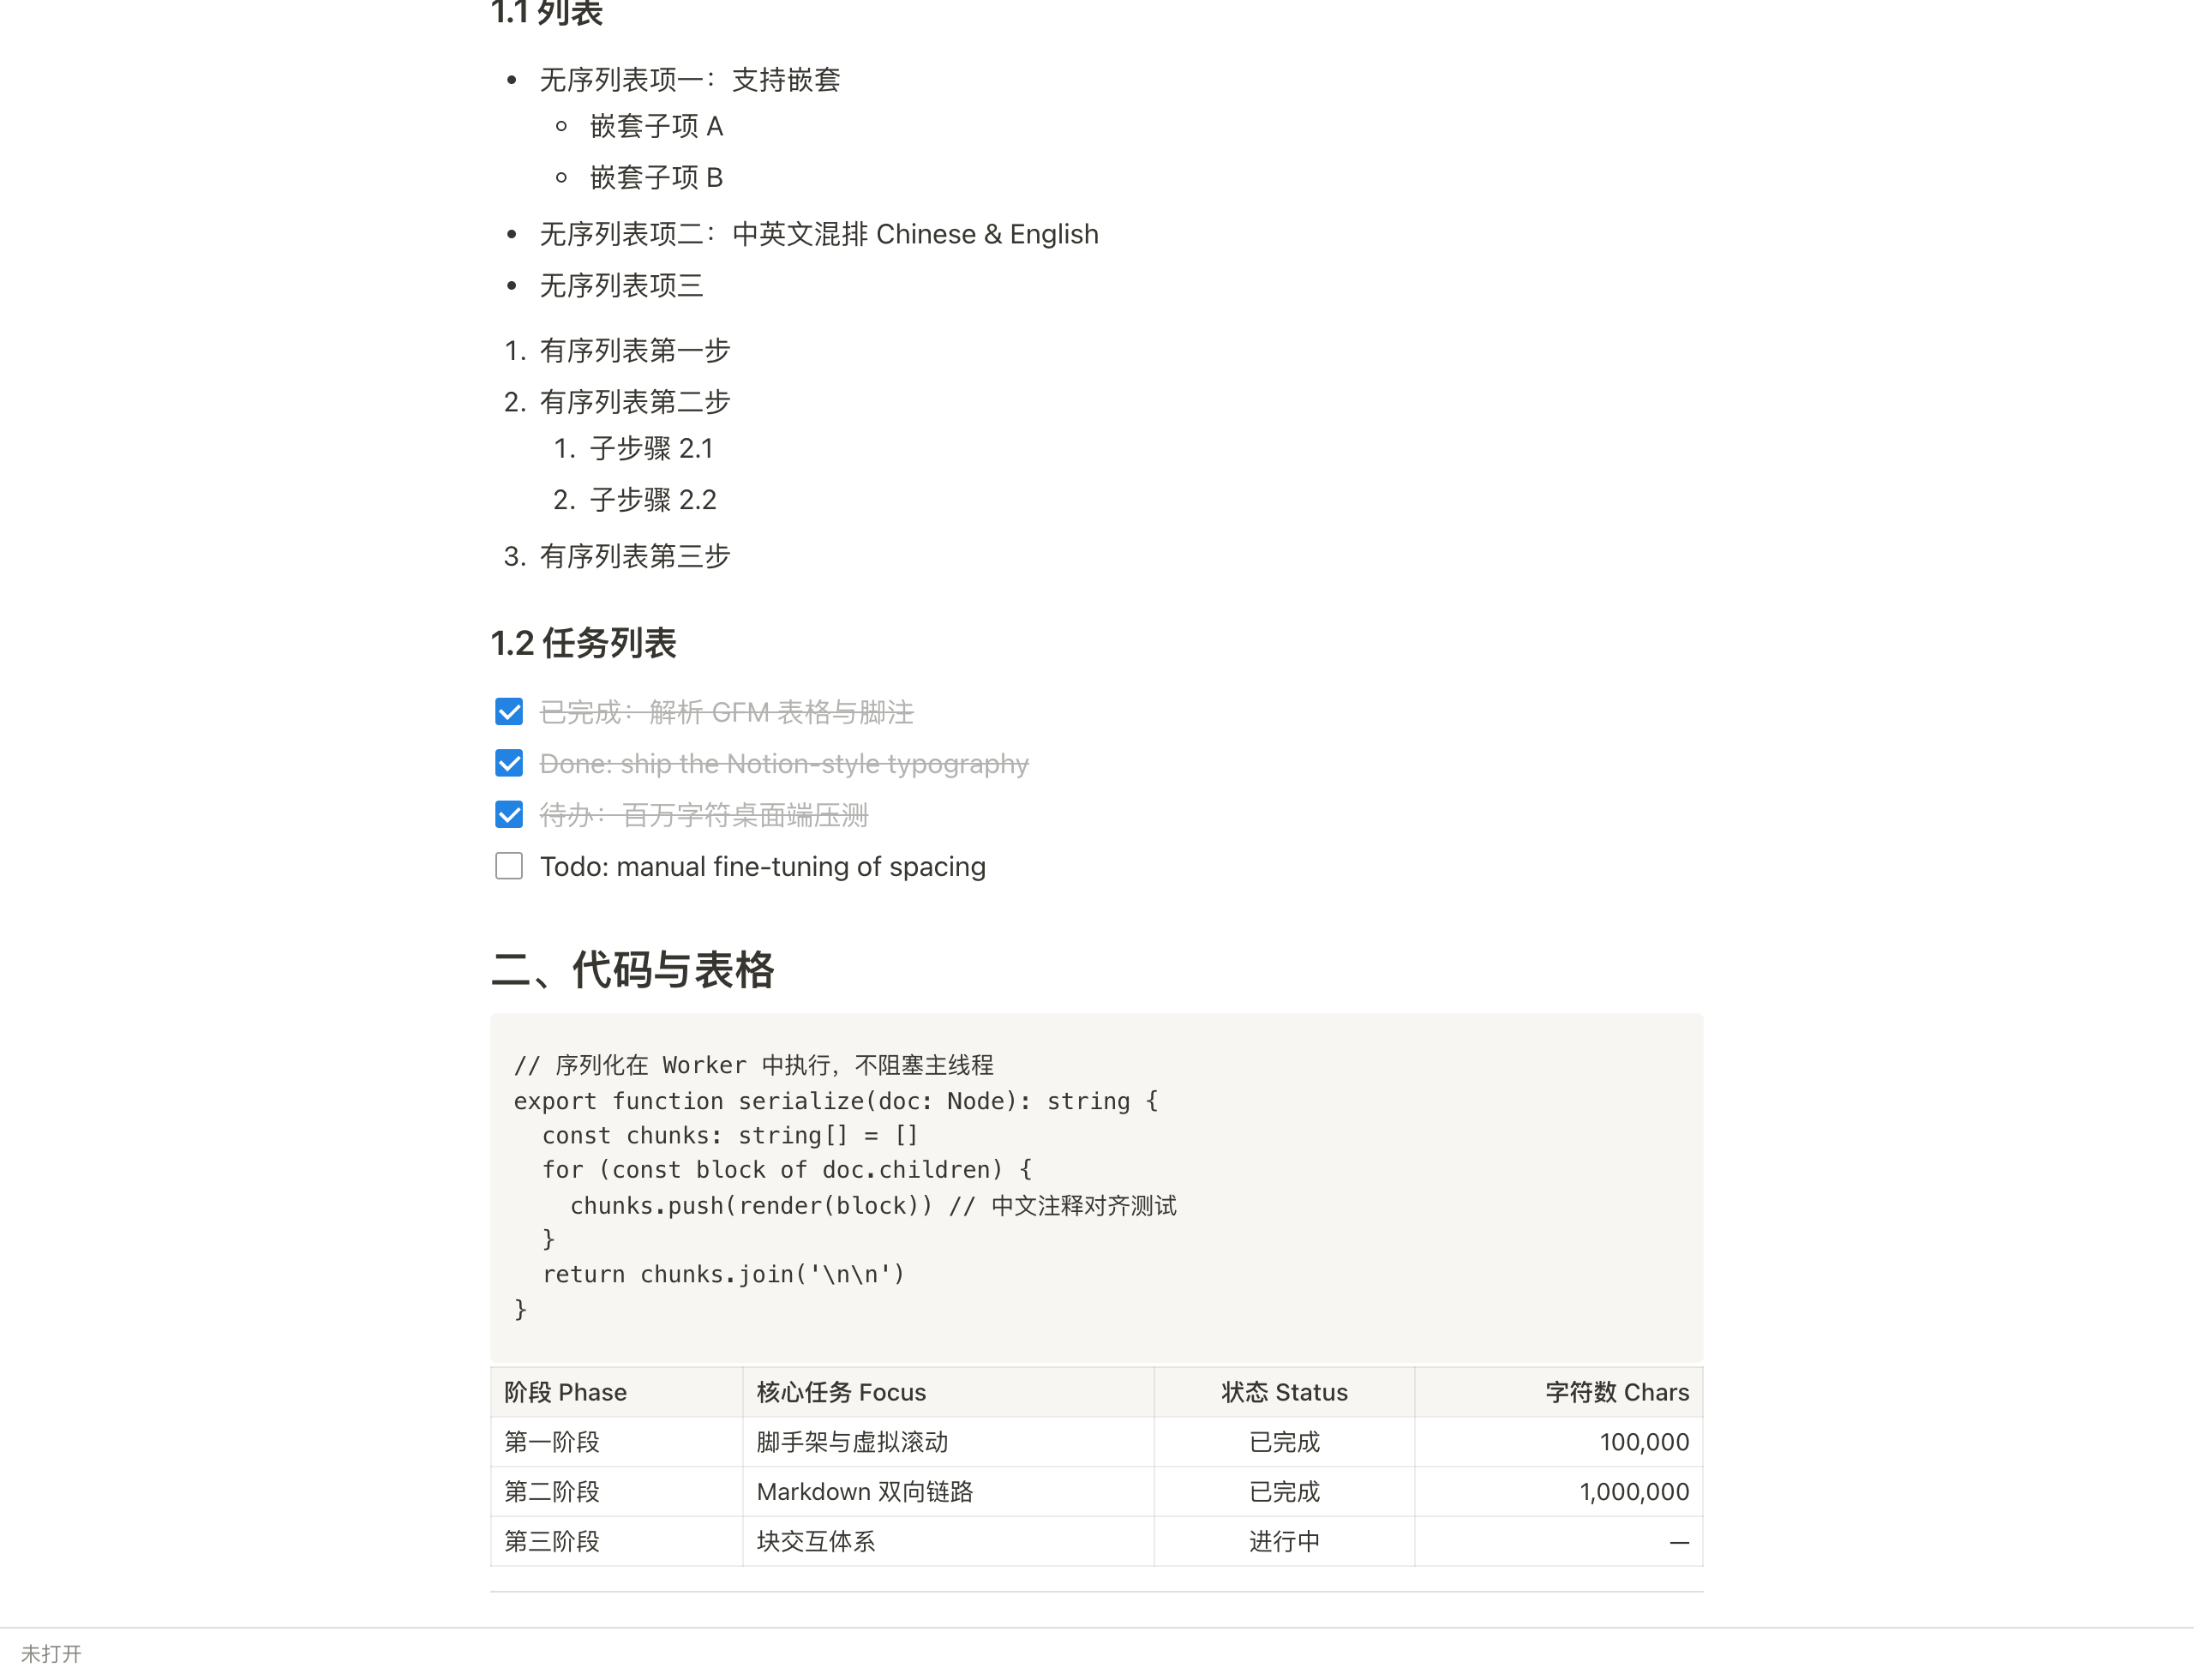 1.1 列表
• 无序列表项一：支持嵌套
◦ 嵌套子项 A
◦ 嵌套子项 B
• 无序列表项二：中英文混排 Chinese & English
• 无序列表项三
1. 有序列表第一步
2. 有序列表第二步
1. 子步骤 2.1
2. 子步骤 2.2
3. 有序列表第三步
1.2 任务列表
已完成：解析 GFM 表格与脚注
Done: ship the Notion-style typography
待办：百万字符桌面端压测
Todo: manual fine-tuning of spacing
二、代码与表格
// 序列化在 Worker 中执行，不阻塞主线程
export function serialize(doc: Node): string {
  const chunks: string[] = []
  for (const block of doc.children) {
    chunks.push(render(block)) // 中文注释对齐测试
  }
  return chunks.join('\n\n')
}
阶段 Phase 核心任务 Focus 状态 Status 字符数 Chars
第一阶段 脚手架与虚拟滚动 已完成 100,000
第二阶段 Markdown 双向链路 已完成 1,000,000
第三阶段 块交互体系 进行中 —
未打开